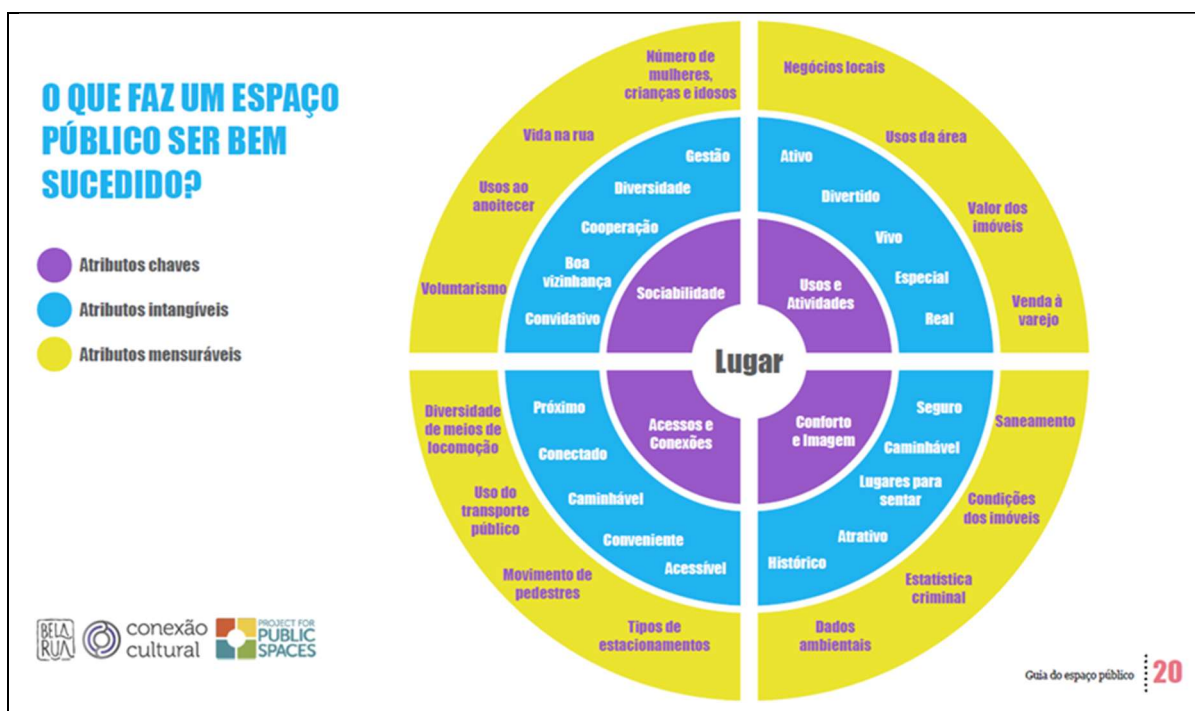 O QUE FAZ UM ESPAÇO
PÚBLICO SER BEM
SUCEDIDO?
Atributos chaves
Atributos intangíveis
Atributos mensuráveis
Número de
mulheres,
crianças e idosos
Vida na rua
Usos ao
anoitecer
Voluntarismo
Gestão
Diversidade
Cooperação
Boa
vizinhança
Convidativo
Sociabilidade
Negócios locais
Usos da área
Valor dos
imóveis
Venda à
varejo
Ativo
Divertido
Vivo
Especial
Real
Usos e
Atividades
Lugar
Acessos e
Conexões
Próximo
Conectado
Caminhável
Conveniente
Acessível
Diversidade
de meios de
locomoção
Uso do
transporte
público
Movimento de
pedestres
Tipos de
estacionamentos
Conforto
e Imagem
Seguro
Caminhável
Lugares para
sentar
Atrativo
Histórico
Saneamento
Condições
dos imóveis
Estatística
criminal
Dados
ambientais
BELA
RUA
conexão
cultural
PROJECT FOR
PUBLIC
SPACES
Guia do espaço público 20